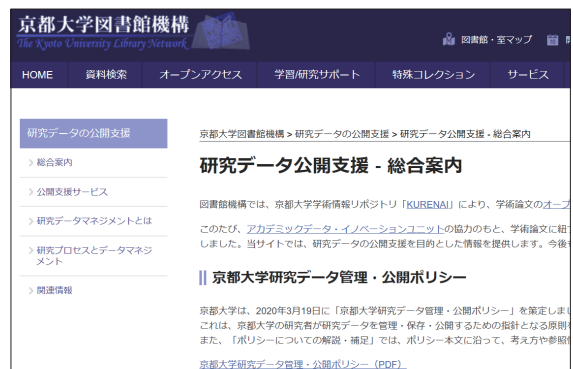 京都大学図書館機構
The Kyoto University Library Network
図書館・室マップ
HOME 資料検索 オープンアクセス 学習/研究サポート 特殊コレクション サービス
研究データの公開支援
> 総合案内
> 公開支援サービス
> 研究データマネジメントとは
> 研究プロセスとデータマネジ
メント
> 関連情報
京都大学図書館機構 > 研究データの公開支援 > 研究データ公開支援 - 総合案内
研究データ公開支援 - 総合案内
図書館機構では、京都大学学術情報リポジトリ「KURENAI」により、学術論文のオープ
このたび、アカデミックデータ・イノベーションユニットの協力のもと、学術論文に紐
しました。当サイトでは、研究データの公開支援を目的とした情報を提供します。今後
京都大学研究データ管理・公開ポリシー
京都大学は、2020年3月19日に「京都大学研究データ管理・公開ポリシー」を策定しまし
これは、京都大学の研究者が研究データを管理・保存・公開するための指針となる原則
また、「ポリシーについての解説・補足」では、ポリシー本文に沿って、考え方や参照
京都大学研究データ管理・公開ポリシー（PDF）